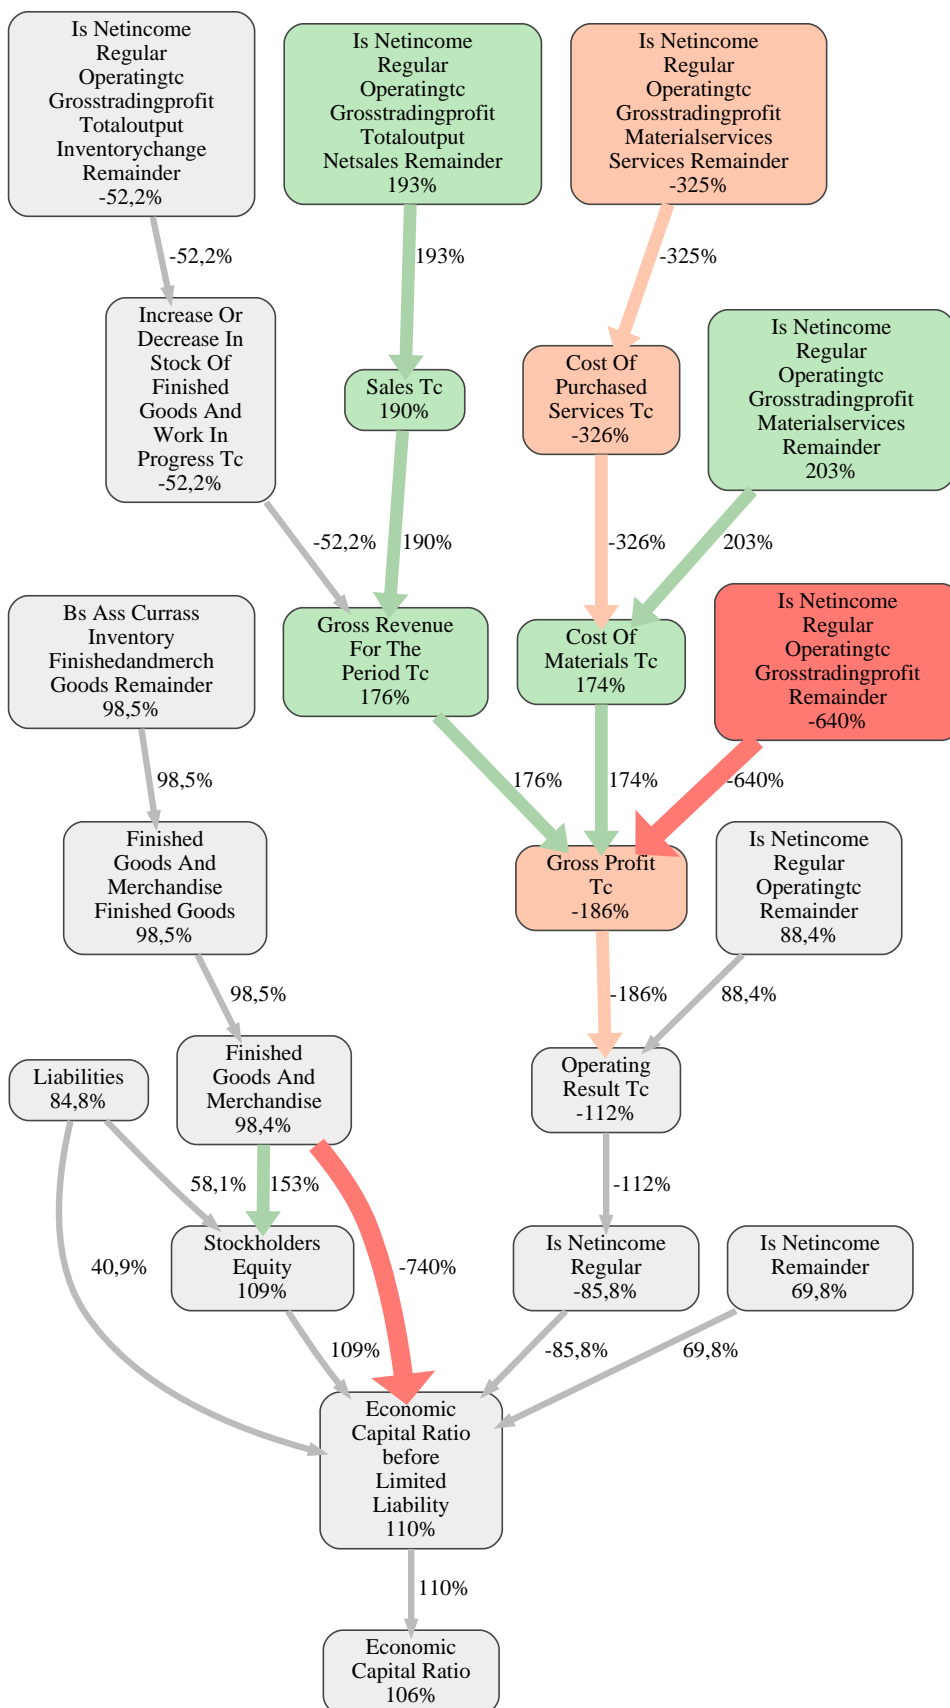 Is Netincome
Regular
Operatingtc
Grosstradingprofit
Totaloutput
Inventorychange
Remainder
-52,2%
Is Netincome
Regular
Operatingtc
Grosstradingprofit
Totaloutput
Netsales Remainder
193%
Is Netincome
Regular
Operatingtc
Grosstradingprofit
Materialservices
Services Remainder
-325%
-52,2%
193%
-325%
Increase Or
Decrease In
Stock Of
Finished
Goods And
Work In
Progress Tc
-52,2%
Sales Tc
190%
Cost Of
Purchased
Services Tc
-326%
Is Netincome
Regular
Operatingtc
Grosstradingprofit
Materialservices
Remainder
203%
-52,2%
190%
-326%
203%
Bs Ass Currass
Inventory
Finishedandmerch
Goods Remainder
98,5%
Gross Revenue
For The
Period Tc
176%
Cost Of
Materials Tc
174%
Is Netincome
Regular
Operatingtc
Grosstradingprofit
Remainder
-640%
98,5%
176%
174%
-640%
Finished
Goods And
Merchandise
Finished Goods
98,5%
Gross Profit
Tc
-186%
Is Netincome
Regular
Operatingtc
Remainder
88,4%
98,5%
-186%
88,4%
Liabilities
84,8%
Finished
Goods And
Merchandise
98,4%
Operating
Result Tc
-112%
58,1%
153%
-112%
40,9%
Stockholders
Equity
109%
-740%
Is Netincome
Regular
-85,8%
Is Netincome
Remainder
69,8%
109%
-85,8%
69,8%
Economic
Capital Ratio
before
Limited
Liability
110%
110%
Economic
Capital Ratio
106%